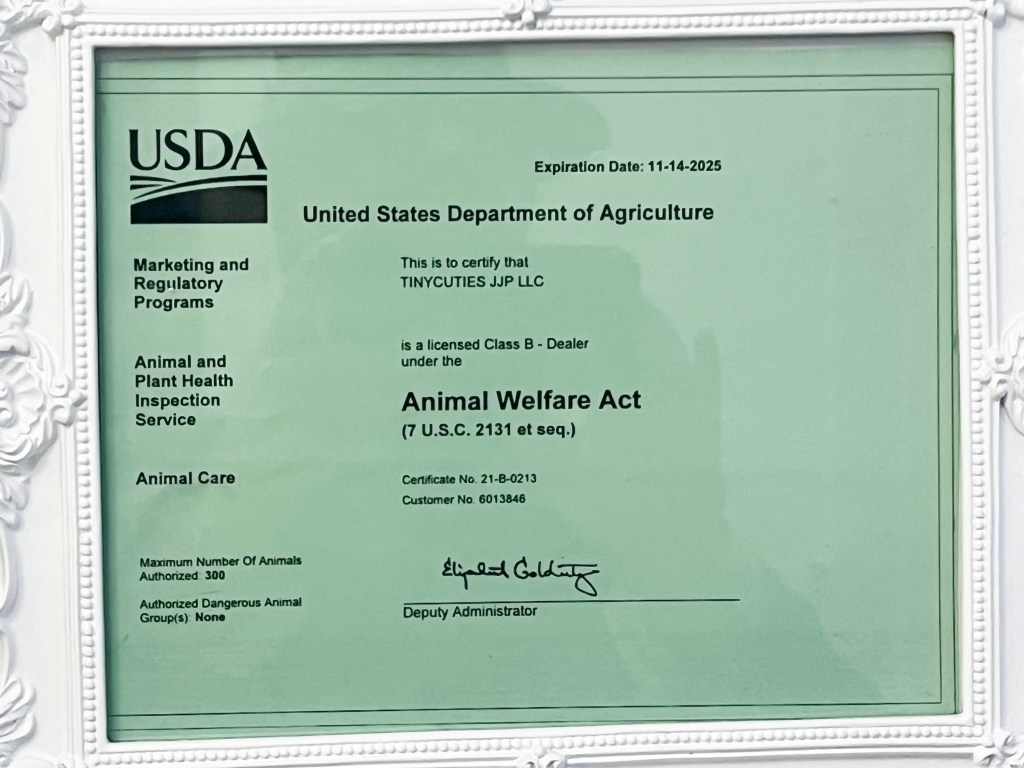 USDA
Expiration Date: 11-14-2025
United States Department of Agriculture
Marketing and
Regulatory
Programs
This is to certify that
TINYCUTIES JJP LLC
is a licensed Class B - Dealer
under the
Animal and
Plant Health
Inspection
Service
Animal Welfare Act
(7 U.S.C. 2131 et seq.)
Animal Care
Certificate No. 21-B-0213
Customer No. 6013846
Maximum Number Of Animals
Authorized: 300
Authorized Dangerous Animal
Group(s): None
Deputy Administrator